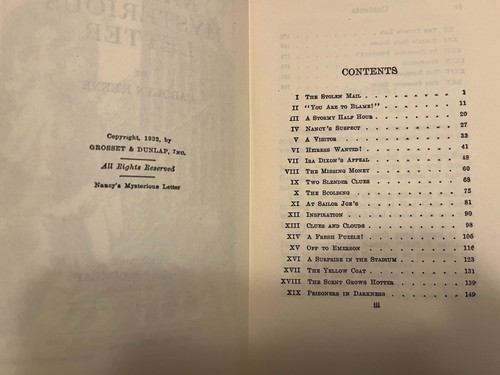 Copyright, 1932, by
GROSSET & DUNLAP, INC.
All Rights Reserved
Nancy's Mysterious Letter
CONTENTS
I THE STOLEN MAIL . . . . . . . . . 1
II "YOU ARE TO BLAME!" . . . . . . . . 11
III A STORMY HALF HOUR . . . . . . . . 20
IV NANCY'S SUSPECT . . . . . . . . . 27
V A VISITOR . . . . . . . . . . . 33
VI HEIRESS WANTED! . . . . . . . . . 41
VII IRA DIXON'S APPEAL . . . . . . . . 48
VIII THE MISSING MONEY . . . . . . . . 60
IX TWO SLENDER CLUES . . . . . . . . 68
X THE SCOLDING . . . . . . . . . . 75
XI AT SAILOR JOE'S . . . . . . . . . 81
XII INSPIRATION . . . . . . . . . . 90
XIII CLUES AND CLOUDS . . . . . . . . 98
XIV A FRESH PUZZLE! . . . . . . . . . 106
XV OFF TO EMERSON . . . . . . . . . 116
XVI A SURPRISE IN THE STADIUM . . . . . . 123
XVII THE YELLOW COAT . . . . . . . . . 131
XVIII THE SCENT GROWS HOTTER . . . . . . 139
XIX PRISONERS IN DARKNESS . . . . . . . 149
iii